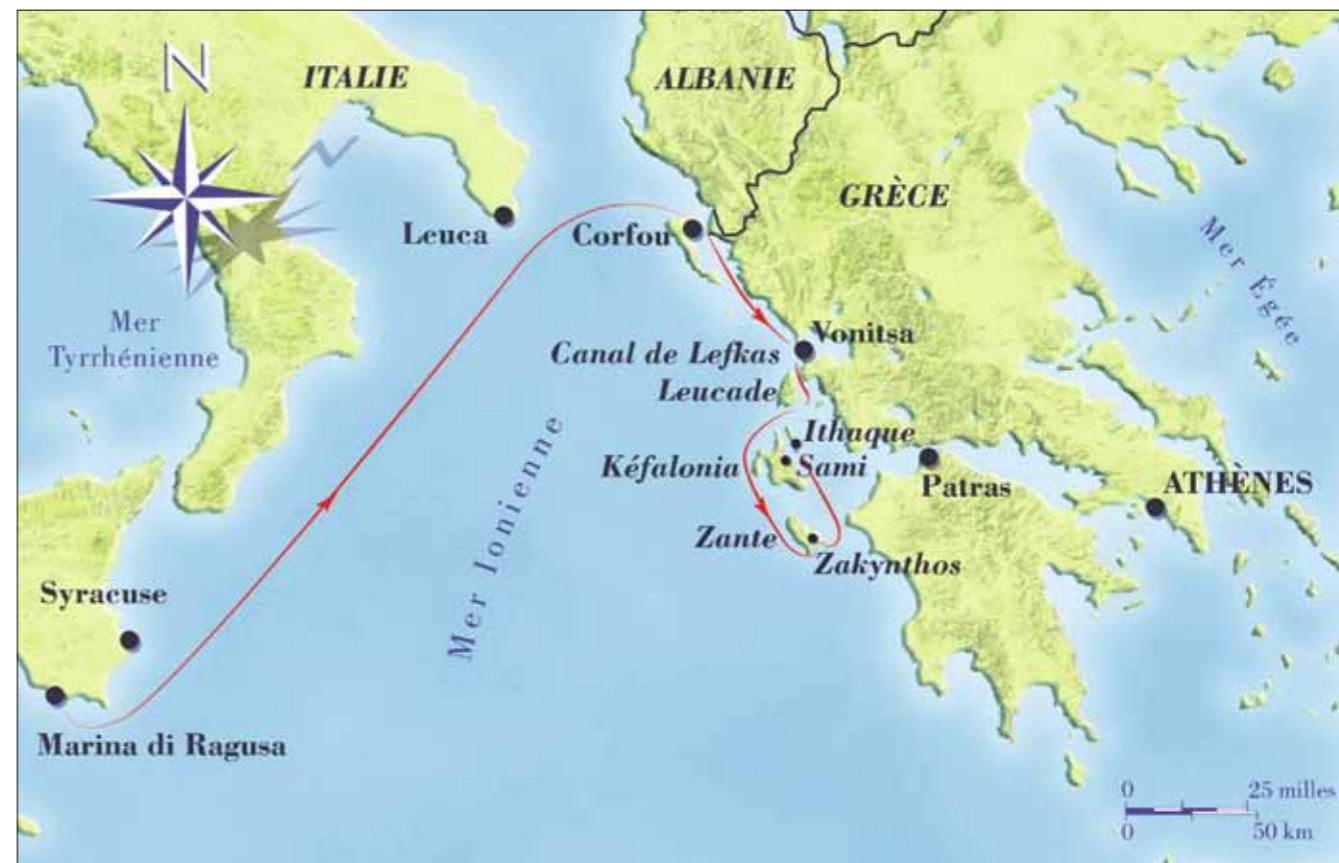 N
ITALIE
ALBANIE
GRÈCE
Leuca
Corfou
Mer Égée
Mer
Tyrrhénienne
Vonitsa
Canal de Lefkas
Leucade
Ithaque
Kéfalonia
Sami
Patras
ATHÈNES
Mer Ionienne
Zante
Zakynthos
Syracuse
Marina di Ragusa
0 25 milles
0 50 km